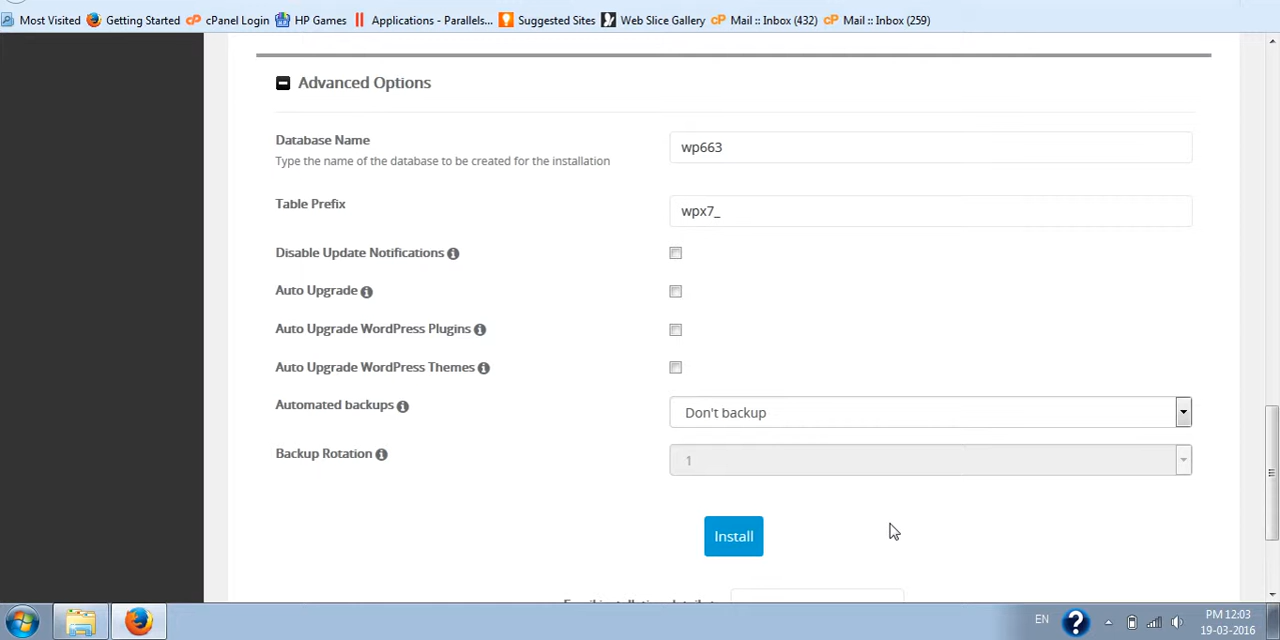 Most Visited Getting Started cPanel Login HP Games Applications - Parallels... Suggested Sites Web Slice Gallery Mail :: Inbox (432) Mail :: Inbox (259)
Advanced Options
Database Name
Type the name of the database to be created for the installation
wp663
Table Prefix
wpx7_
Disable Update Notifications
Auto Upgrade
Auto Upgrade WordPress Plugins
Auto Upgrade WordPress Themes
Automated backups
Don't backup
Backup Rotation
1
Install
EN
PM 12:03
19-03-2016